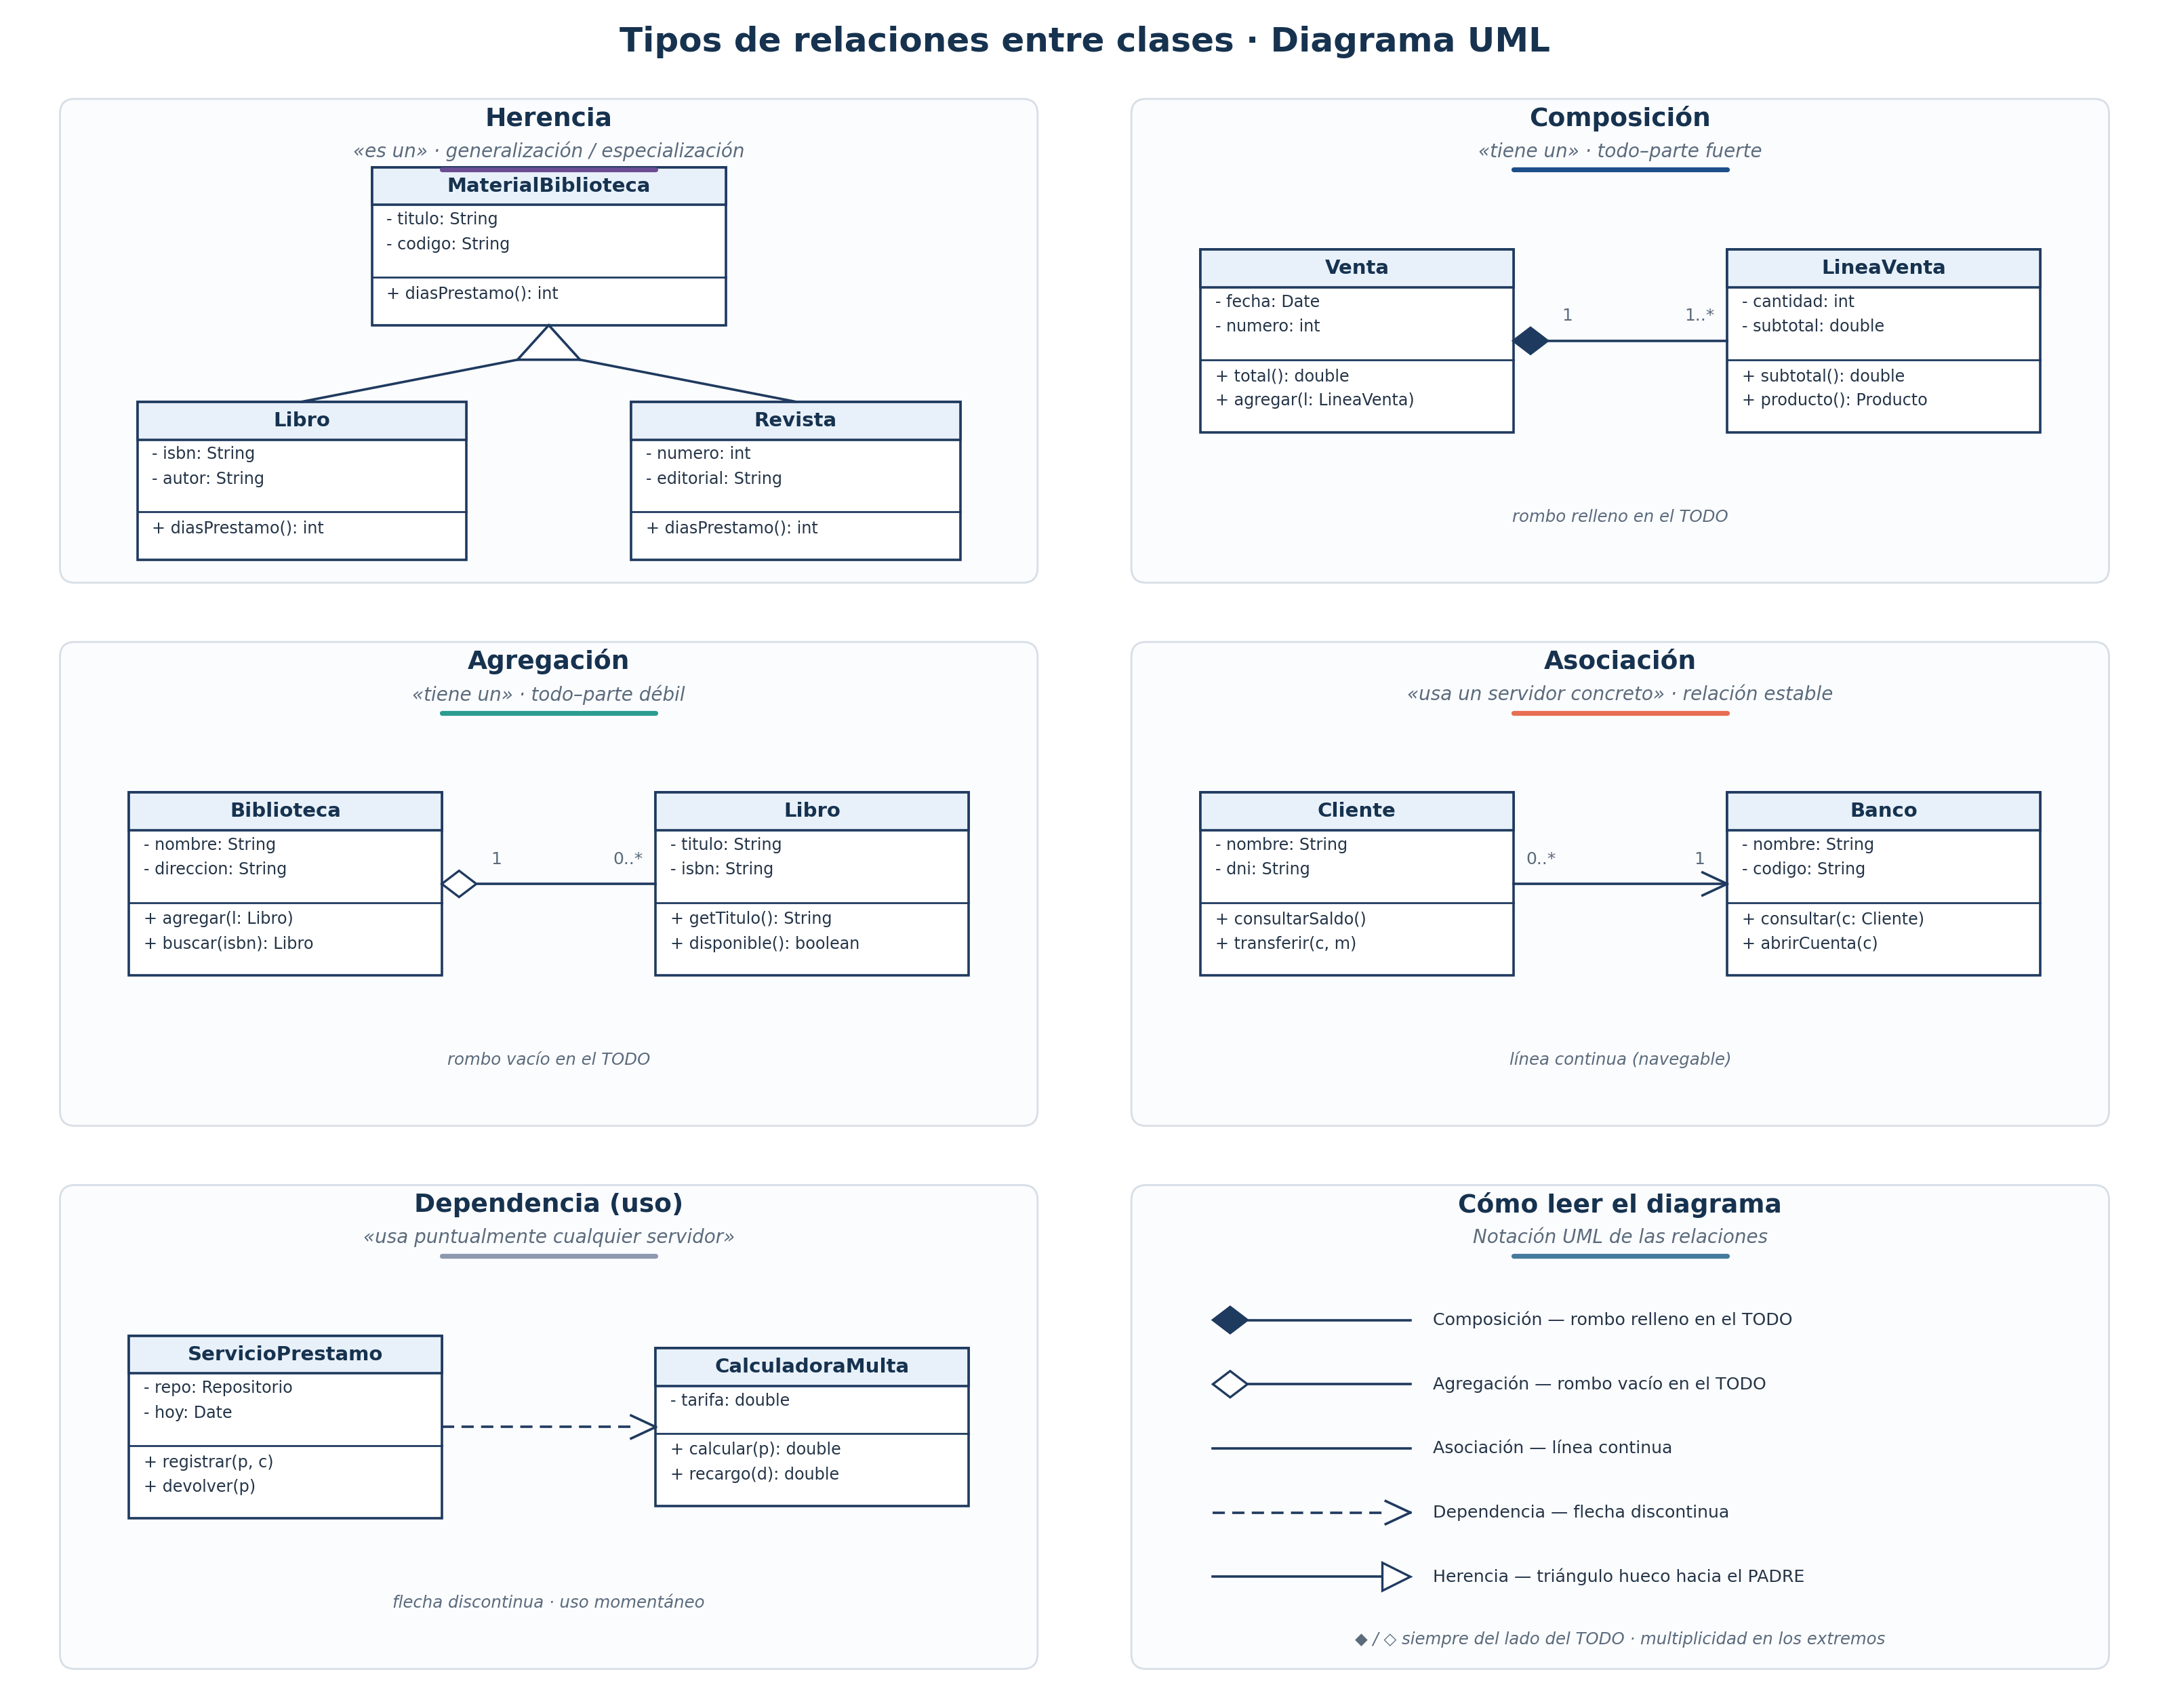 Tipos de relaciones entre clases · Diagrama UML
Herencia
«es un» · generalización / especialización
MaterialBiblioteca
- titulo: String
- codigo: String
+ diasPrestamo(): int
Libro
- isbn: String
- autor: String
+ diasPrestamo(): int
Revista
- numero: int
- editorial: String
+ diasPrestamo(): int
Composición
«tiene un» · todo–parte fuerte
Venta
- fecha: Date
- numero: int
+ total(): double
+ agregar(l: LineaVenta)
1
1..*
LineaVenta
- cantidad: int
- subtotal: double
+ subtotal(): double
+ producto(): Producto
rombo relleno en el TODO
Agregación
«tiene un» · todo–parte débil
Biblioteca
- nombre: String
- direccion: String
+ agregar(l: Libro)
+ buscar(isbn): Libro
1
0..*
Libro
- titulo: String
- isbn: String
+ getTitulo(): String
+ disponible(): boolean
rombo vacío en el TODO
Asociación
«usa un servidor concreto» · relación estable
Cliente
- nombre: String
- dni: String
+ consultarSaldo()
+ transferir(c, m)
0..*
1
Banco
- nombre: String
- codigo: String
+ consultar(c: Cliente)
+ abrirCuenta(c)
línea continua (navegable)
Dependencia (uso)
«usa puntualmente cualquier servidor»
ServicioPrestamo
- repo: Repositorio
- hoy: Date
+ registrar(p, c)
+ devolver(p)
CalculadoraMulta
- tarifa: double
+ calcular(p): double
+ recargo(d): double
flecha discontinua · uso momentáneo
Cómo leer el diagrama
Notación UML de las relaciones
Composición — rombo relleno en el TODO
Agregación — rombo vacío en el TODO
Asociación — línea continua
Dependencia — flecha discontinua
Herencia — triángulo hueco hacia el PADRE
◆ / ◇ siempre del lado del TODO · multiplicidad en los extremos